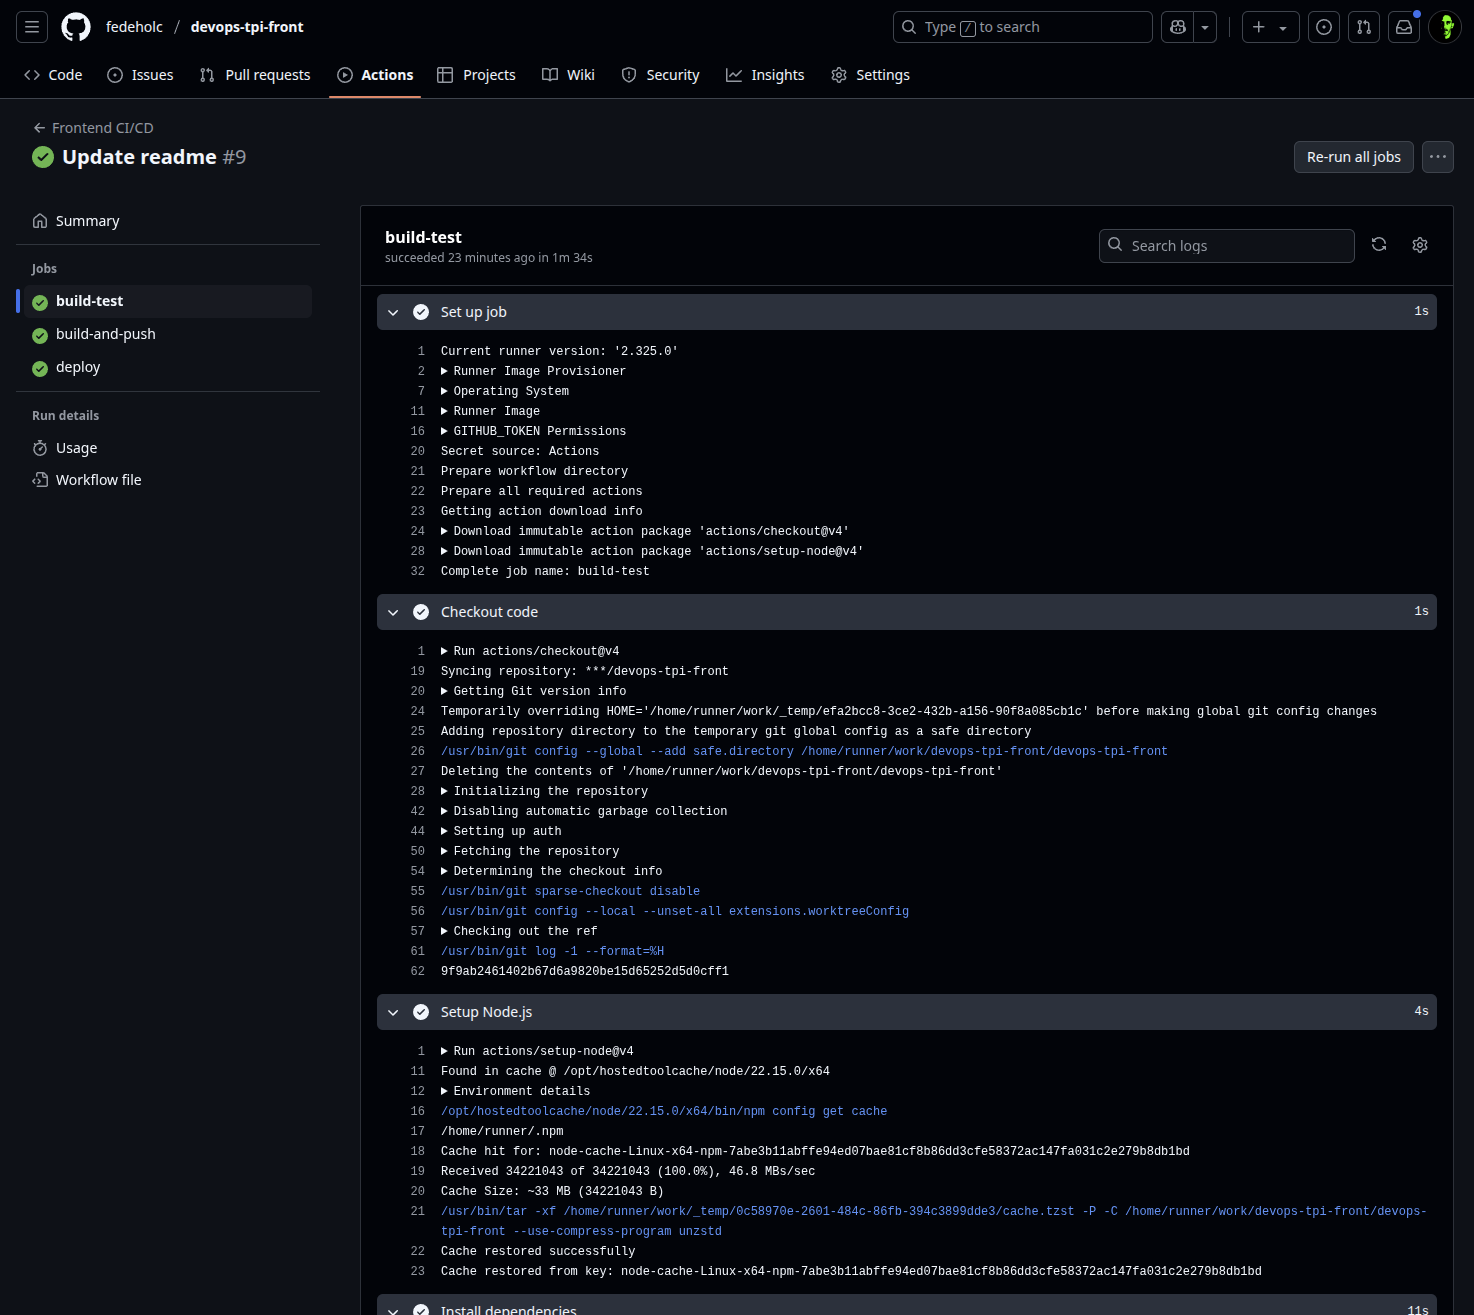 fedeholc / devops-tpi-front
Type / to search
Code
Issues
Pull requests
Actions
Projects
Wiki
Security
Insights
Settings
Frontend CI/CD
Update readme #9
Re-run all jobs
Summary
Jobs
build-test
build-and-push
deploy
Run details
Usage
Workflow file
build-test
succeeded 23 minutes ago in 1m 34s
Search logs
Set up job 1s
1 Current runner version: '2.325.0'
2 Runner Image Provisioner
7 Operating System
11 Runner Image
16 GITHUB_TOKEN Permissions
20 Secret source: Actions
21 Prepare workflow directory
22 Prepare all required actions
23 Getting action download info
24 Download immutable action package 'actions/checkout@v4'
28 Download immutable action package 'actions/setup-node@v4'
32 Complete job name: build-test
Checkout code 1s
1 Run actions/checkout@v4
19 Syncing repository: ***/devops-tpi-front
20 Getting Git version info
24 Temporarily overriding HOME='/home/runner/work/_temp/efa2bcc8-3ce2-432b-a156-90f8a085cb1c' before making global git config changes
25 Adding repository directory to the temporary git global config as a safe directory
26 /usr/bin/git config --global --add safe.directory /home/runner/work/devops-tpi-front/devops-tpi-front
27 Deleting the contents of '/home/runner/work/devops-tpi-front/devops-tpi-front'
28 Initializing the repository
42 Disabling automatic garbage collection
44 Setting up auth
50 Fetching the repository
54 Determining the checkout info
55 /usr/bin/git sparse-checkout disable
56 /usr/bin/git config --local --unset-all extensions.worktreeConfig
57 Checking out the ref
61 /usr/bin/git log -1 --format=%H
62 9f9ab2461402b67d6a9820be15d65252d5d0cff1
Setup Node.js 4s
1 Run actions/setup-node@v4
11 Found in cache @ /opt/hostedtoolcache/node/22.15.0/x64
12 Environment details
16 /opt/hostedtoolcache/node/22.15.0/x64/bin/npm config get cache
17 /home/runner/.npm
18 Cache hit for: node-cache-Linux-x64-npm-7abe3b11abffe94ed07bae81cf8b86dd3cfe58372ac147fa031c2e279b8db1bd
19 Received 34221043 of 34221043 (100.0%), 46.8 MBs/sec
20 Cache Size: ~33 MB (34221043 B)
21 /usr/bin/tar -xf /home/runner/work/_temp/0c58970e-2601-484c-86fb-394c3899dde3/cache.tzst -P -C /home/runner/work/devops-tpi-front/devops-
tpi-front --use-compress-program unzstd
22 Cache restored successfully
23 Cache restored from key: node-cache-Linux-x64-npm-7abe3b11abffe94ed07bae81cf8b86dd3cfe58372ac147fa031c2e279b8db1bd
Install dependencies 11s